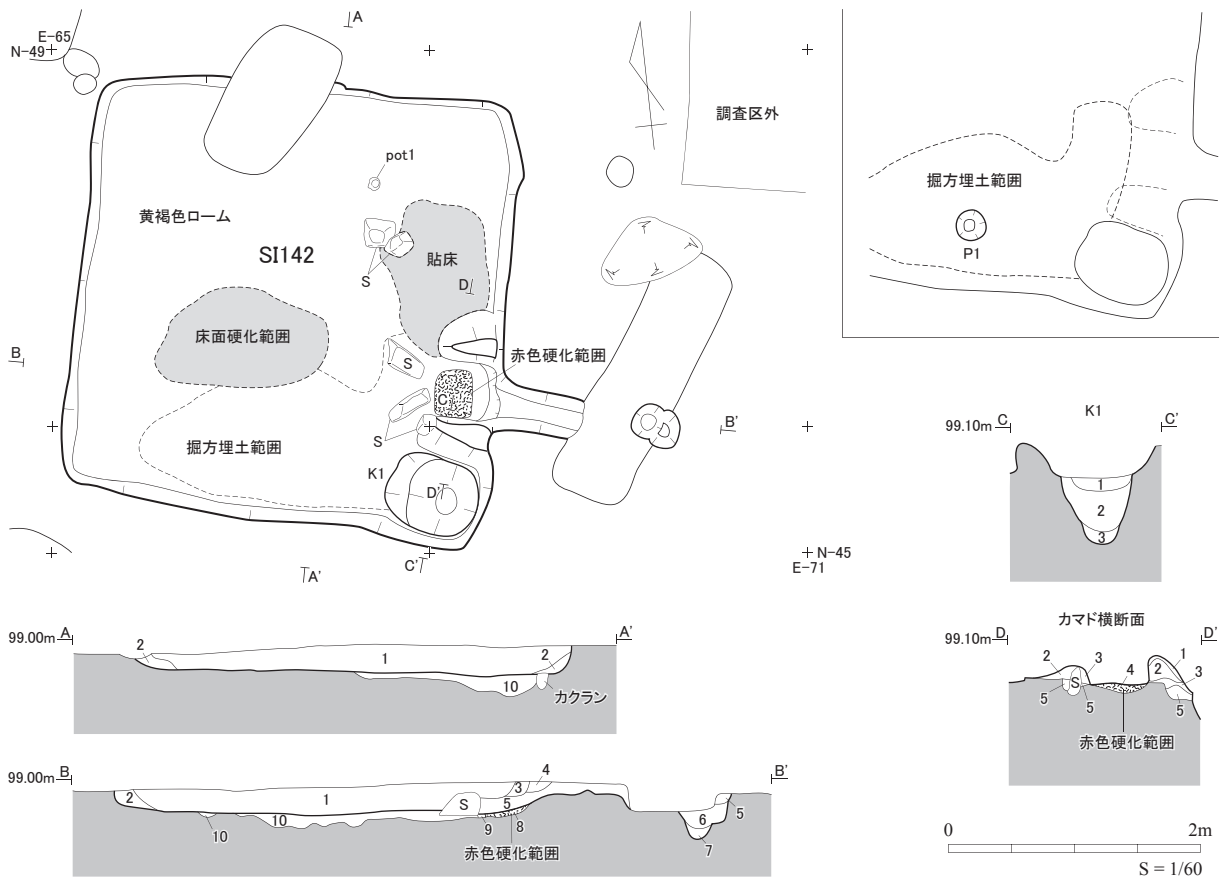 A
E-65
N-49
調査区外
pot1
黄褐色ローム
SI142
S
貼床
D
床面硬化範囲
赤色硬化範囲
B
S
C
B'
S
掘方埋土範囲
K1
D'
C'
A'
N-45
E-71
掘方埋土範囲
P1
K1
99.10m C
C'
1
2
3
99.00m A
A'
2
1
2
10
カクラン
99.00m B
B'
2
1
S
3
4
5
10
10
9
8
赤色硬化範囲
6
5
7
カマド横断面
99.10m D
D'
2
3
4
2
1
3
S
5
5
5
赤色硬化範囲
0
2m
S = 1/60